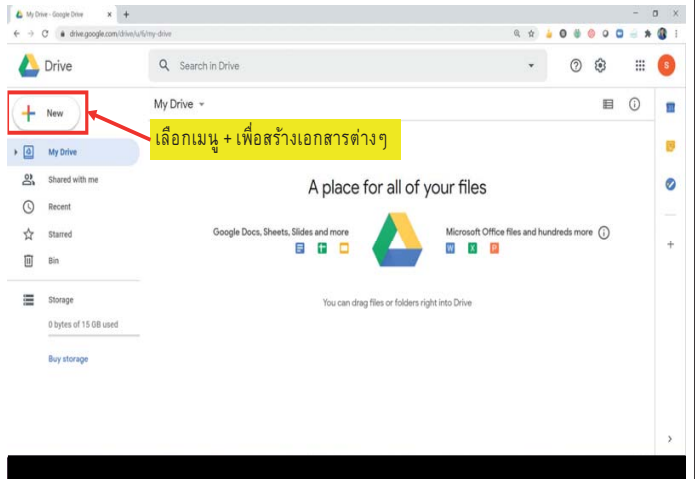 My Drive - Google Drive
drive.google.com/drive/u/6/my-drive
Drive
Search in Drive
S
New
My Drive
เลือกเมนู + เพื่อสร้างเอกสารต่างๆ
My Drive
Shared with me
Recent
Starred
Bin
Storage
0 bytes of 15 GB used
Buy storage
A place for all of your files
Google Docs, Sheets, Slides and more
Microsoft Office files and hundreds more
W X P
You can drag files or folders right into Drive